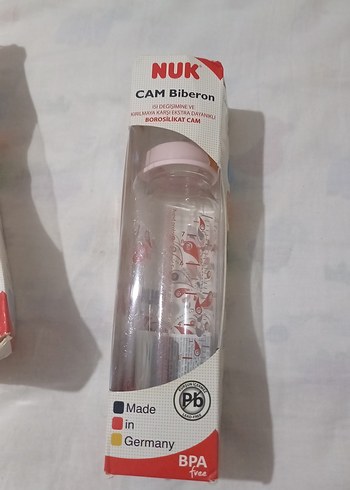 NUK
CAM Biberon
ISI DEĞİŞİMİNE VE
KIRILMAYA KARŞI EKSTRA DAYANIKLI
BOROSİLİKAT CAM
Pb
Made
in
Germany
BPA
free